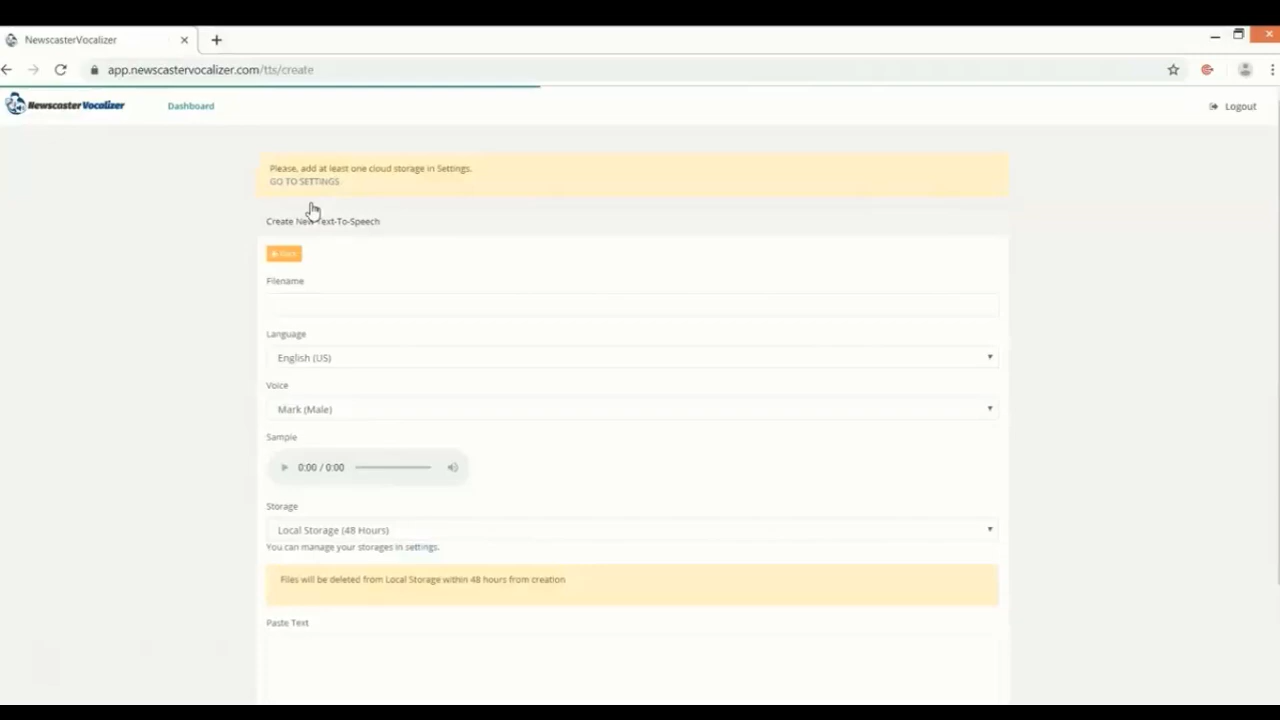 NewscasterVocalizer
app.newscastervocalizer.com/tts/create
Newscaster Vocalizer
Dashboard
Logout
Please, add at least one cloud storage in Settings.
GO TO SETTINGS
Create New Text-To-Speech
Filename
Language
English (US)
Voice
Mark (Male)
Sample
0:00 / 0:00
Storage
Local Storage (48 Hours)
You can manage your storages in settings.
Files will be deleted from Local Storage within 48 hours from creation
Paste Text